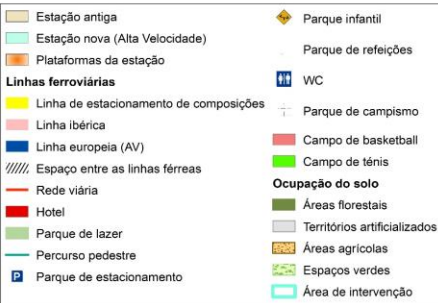 Estação antiga
Estação nova (Alta Velocidade)
Plataformas da estação
Linhas ferroviárias
Linha de estacionamento de composições
Linha ibérica
Linha europeia (AV)
Espaço entre as linhas férreas
Rede viária
Hotel
Parque de lazer
Percurso pedestre
P Parque de estacionamento
Parque infantil
Parque de refeições
WC
Parque de campismo
Campo de basketball
Campo de ténis
Ocupação do solo
Áreas florestais
Territórios artificializados
Áreas agrícolas
Espaços verdes
Área de intervenção